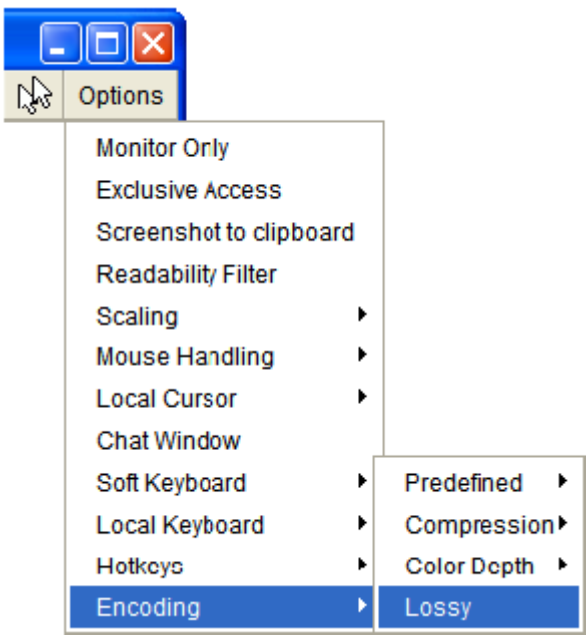 Options
Monitor Only
Exclusive Access
Screenshot to clipboard
Readability Filter
Scaling
Mouse Handling
Local Cursor
Chat Window
Soft Keyboard
Local Keyboard
Hotkeys
Encoding
Predefined
Compression
Color Depth
Lossy